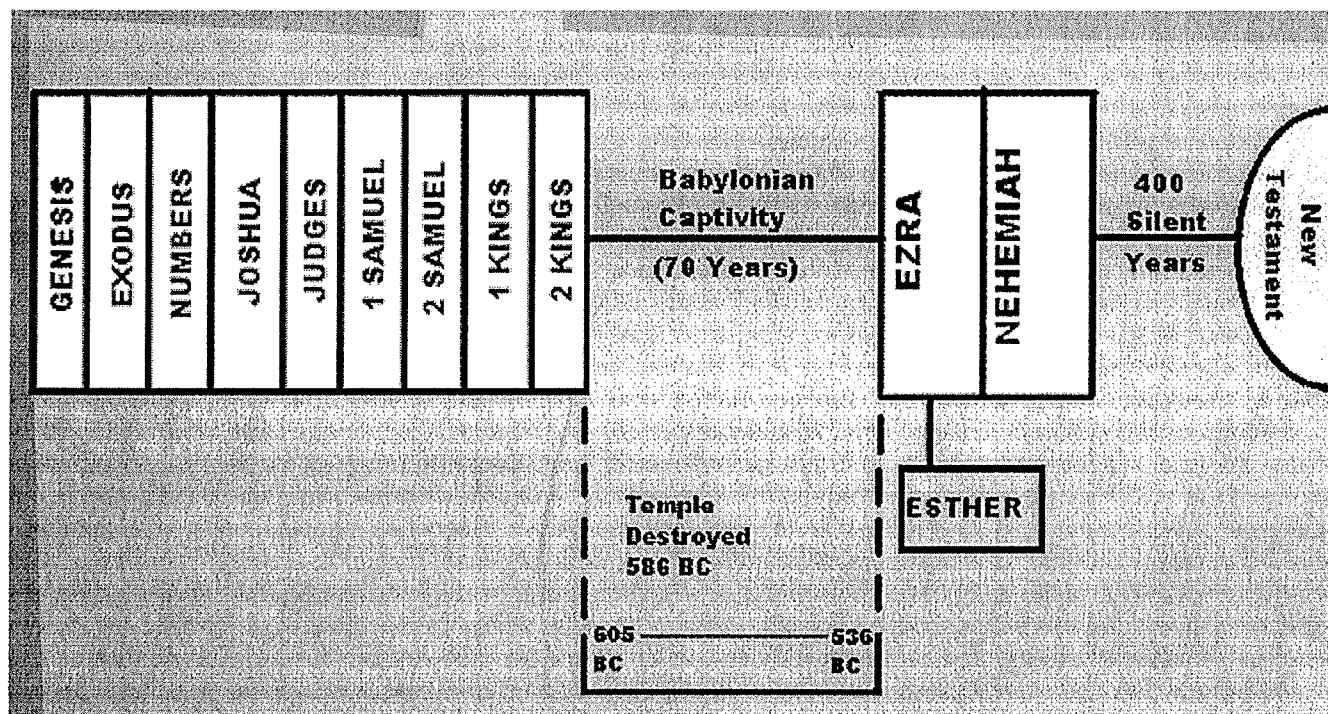 GENESIS
EXODUS
NUMBERS
JOSHUA
JUDGES
1 SAMUEL
2 SAMUEL
1 KINGS
2 KINGS
Babylonian
Captivity
(70 Years)
EZRA
NEHEMIAH
400
Silent
Years
New
Testament
ESTHER
Temple
Destroyed
586 BC
605
BC
536
BC